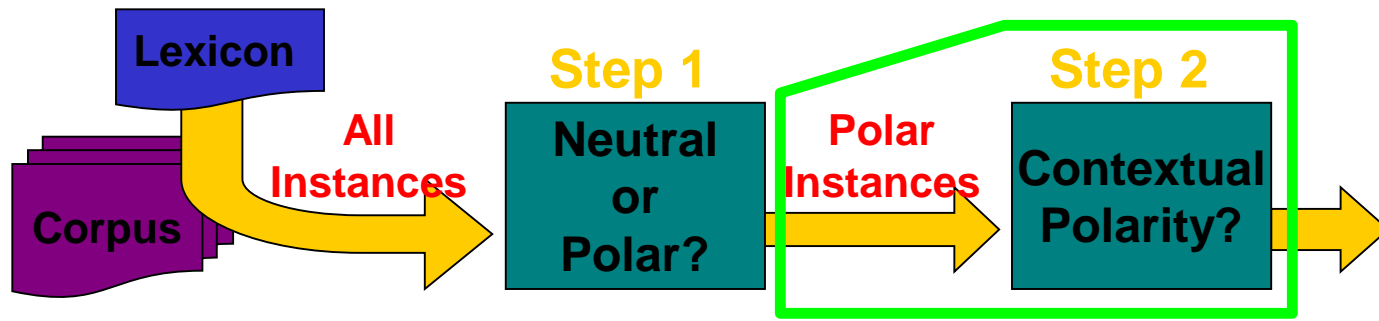 Lexicon
Corpus
All
Instances
Step 1
Neutral
or
Polar?
Polar
Instances
Step 2
Contextual
Polarity?